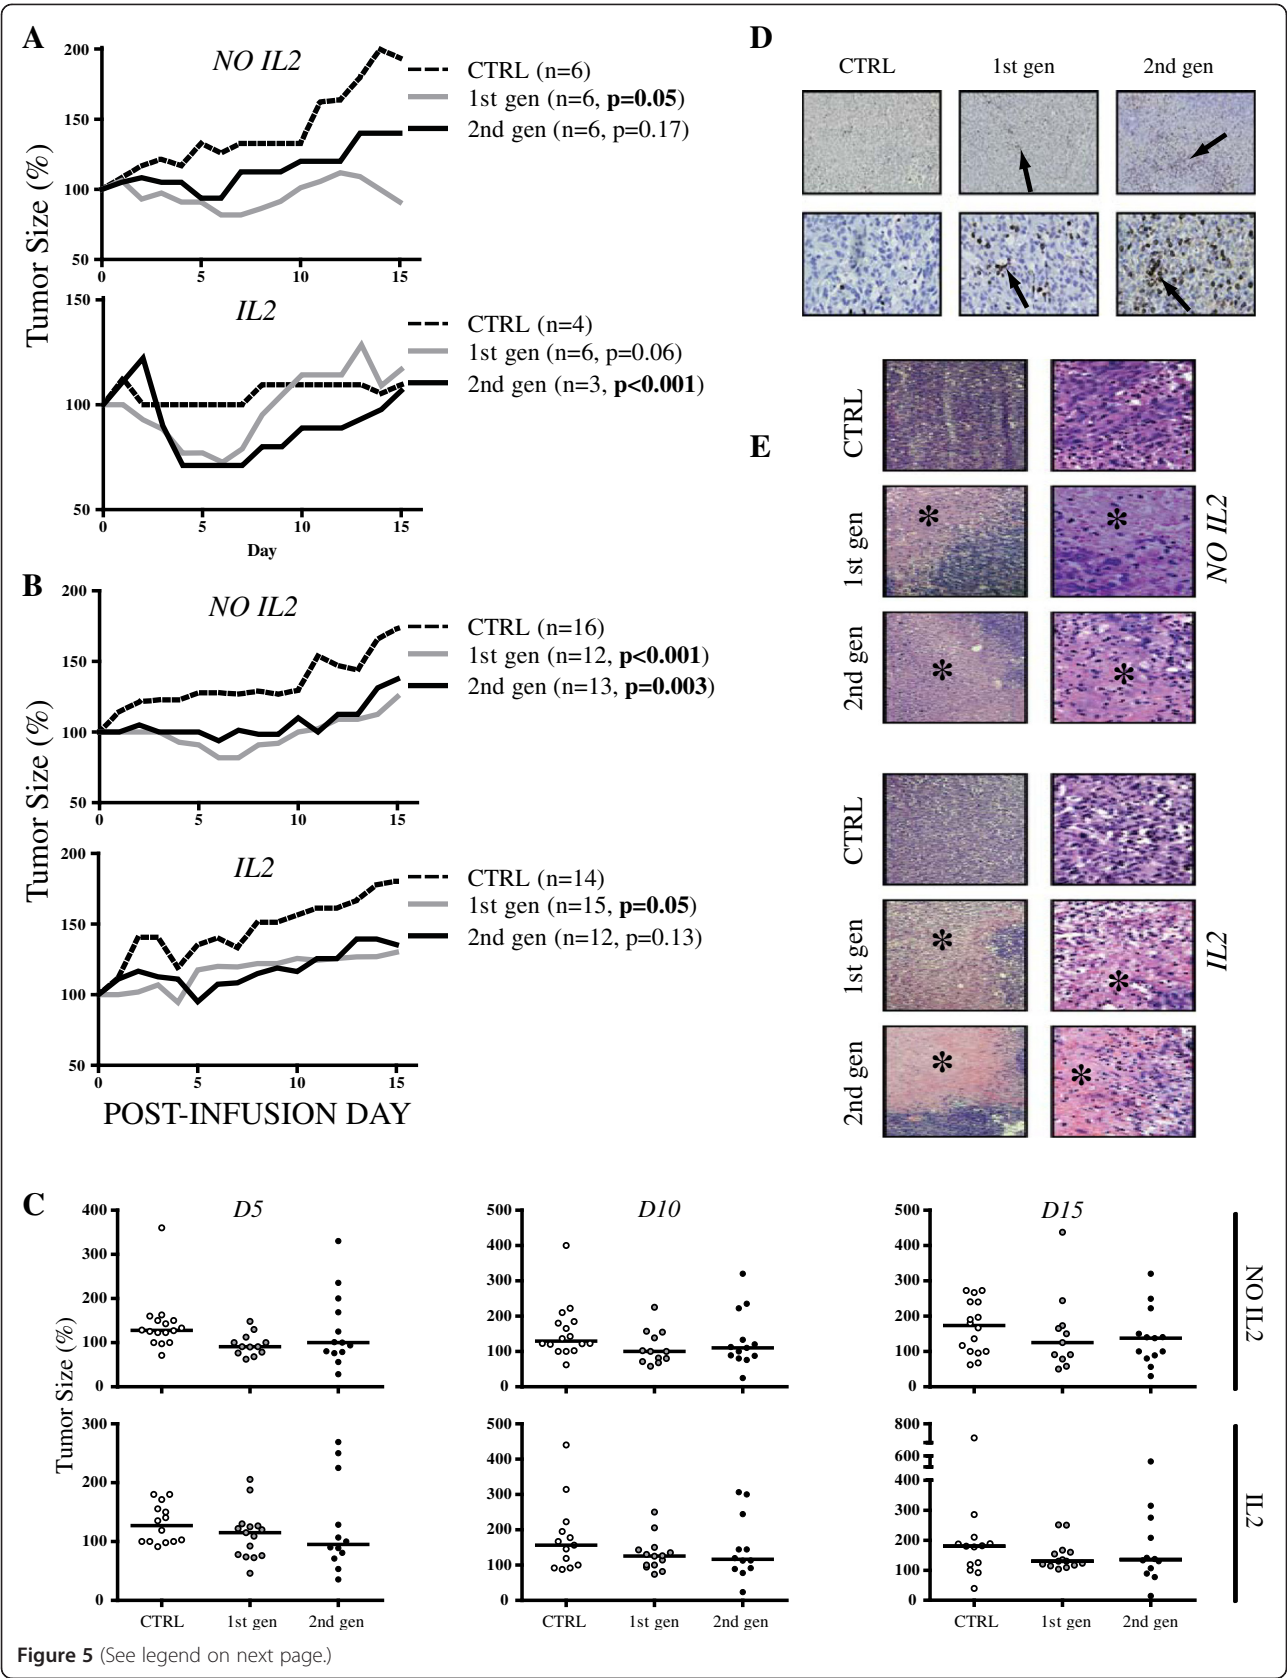 A
NO IL2
Tumor Size (%)
200
150
100
50
0 5 10 15
CTRL (n=6)
1st gen (n=6, p=0.05)
2nd gen (n=6, p=0.17)
IL2
150
100
50
0 5 10 15
Day
CTRL (n=4)
1st gen (n=6, p=0.06)
2nd gen (n=3, p<0.001)
B
NO IL2
Tumor Size (%)
200
150
100
50
0 5 10 15
CTRL (n=16)
1st gen (n=12, p<0.001)
2nd gen (n=13, p=0.003)
IL2
200
150
100
50
0 5 10 15
POST-INFUSION DAY
CTRL (n=14)
1st gen (n=15, p=0.05)
2nd gen (n=12, p=0.13)
D
CTRL 1st gen 2nd gen
E
CTRL
1st gen
2nd gen
NO IL2
* *
* *
CTRL
1st gen
2nd gen
IL2
* *
* *
C
Tumor Size (%)
D5
400
300
200
100
0
D10
500
400
300
200
100
0
D15
500
400
300
200
100
0
NO IL2
300
200
100
0
CTRL 1st gen 2nd gen
500
400
300
200
100
0
CTRL 1st gen 2nd gen
800
600
400
300
200
100
0
CTRL 1st gen 2nd gen
IL2
Figure 5 (See legend on next page.)